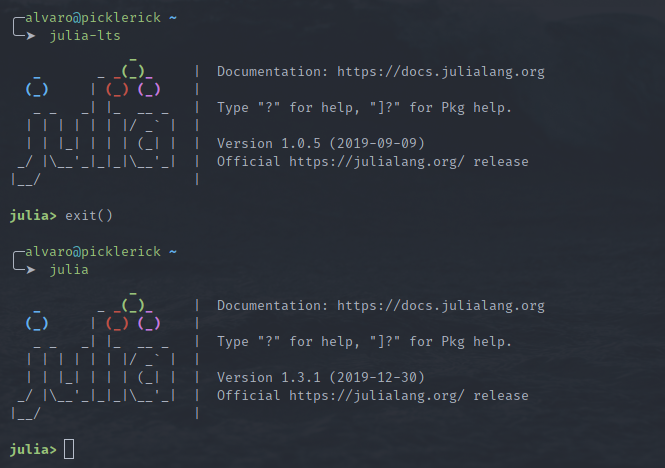 ╭─alvaro@picklerick ~
╰─➤  julia-lts
               _
   _       _ _(_)_     |  Documentation: https://docs.julialang.org
  (_)     | (_) (_)    |
   _ _   _| |_  __ _   |  Type "?" for help, "]?" for Pkg help.
  | | | | | | |/ _` |  |
  | | |_| | | | (_| |  |  Version 1.0.5 (2019-09-09)
 _/ |\__'_|_|_|\__'_|  |  Official https://julialang.org/ release
|__/                   |
julia> exit()
╭─alvaro@picklerick ~
╰─➤  julia
               _
   _       _ _(_)_     |  Documentation: https://docs.julialang.org
  (_)     | (_) (_)    |
   _ _   _| |_  __ _   |  Type "?" for help, "]?" for Pkg help.
  | | | | | | |/ _` |  |
  | | |_| | | | (_| |  |  Version 1.3.1 (2019-12-30)
 _/ |\__'_|_|_|\__'_|  |  Official https://julialang.org/ release
|__/                   |
julia>